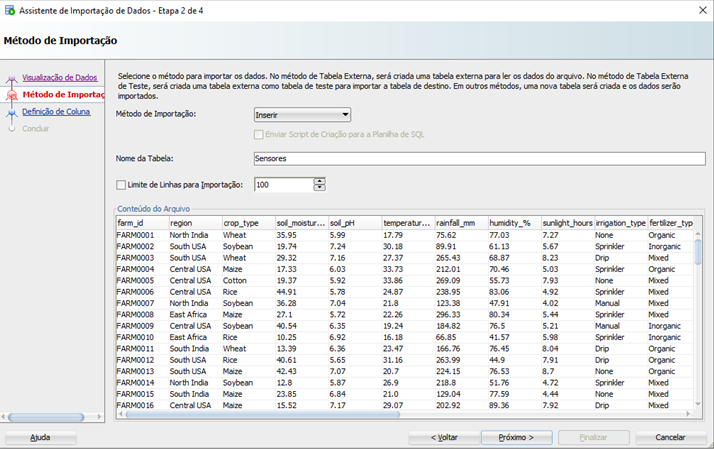 Assistente de Importação de Dados - Etapa 2 de 4
Método de Importação
Visualização de Dados
Método de Importaç
Definição de Coluna
Concluir
Selecione o método para importar os dados. No método de Tabela Externa, será criada uma tabela externa para ler os dados do arquivo. No método de Tabela Externa
de Teste, será criada uma tabela externa como tabela de teste para importar a tabela de destino. Em outros métodos, uma nova tabela será criada e os dados serão
importados.
Método de Importação: Inserir
Enviar Script de Criação para a Planilha de SQL
Nome da Tabela: Sensores
Limite de Linhas para Importação: 100
Conteúdo do Arquivo
farm_id region crop_type soil_moistur... soil_pH temperatur... rainfall_mm humidity_% sunlight_hours irrigation_type fertilizer_typ
FARM0001 North India Wheat 35.95 5.99 17.79 75.62 77.03 7.27 None Organic
FARM0002 South USA Soybean 19.74 7.24 30.18 89.91 61.13 5.67 Sprinkler Inorganic
FARM0003 South USA Wheat 29.32 7.16 27.37 265.43 68.87 8.23 Drip Mixed
FARM0004 Central USA Maize 17.33 6.03 33.73 212.01 70.46 5.03 Sprinkler Organic
FARM0005 Central USA Cotton 19.37 5.92 33.86 269.09 55.73 7.93 None Mixed
FARM0006 Central USA Rice 44.91 5.78 24.87 238.95 83.06 4.92 Sprinkler Mixed
FARM0007 North India Soybean 36.28 7.04 21.8 123.38 47.91 4.02 Manual Mixed
FARM0008 East Africa Maize 27.1 5.72 22.26 296.33 80.34 5.44 Sprinkler Mixed
FARM0009 Central USA Soybean 40.54 6.35 19.24 184.82 76.5 5.21 Manual Inorganic
FARM0010 East Africa Rice 10.25 6.92 16.18 66.85 41.57 5.98 Sprinkler Inorganic
FARM0011 South India Wheat 13.39 6.36 23.47 166.76 76.45 8.04 Drip Organic
FARM0012 South USA Rice 40.61 5.65 31.16 263.99 44.9 7.91 Drip Organic
FARM0013 South USA Maize 42.43 7.07 20.7 224.15 76.53 8.7 None Organic
FARM0014 North India Soybean 12.8 5.87 26.9 218.8 51.76 4.72 Sprinkler Mixed
FARM0015 South India Maize 23.85 6.84 21.0 129.04 77.59 4.44 None Mixed
FARM0016 Central USA Maize 15.52 7.17 29.07 202.92 89.36 7.92 Drip Mixed
Ajuda
< Voltar
Próximo >
Finalizar
Cancelar